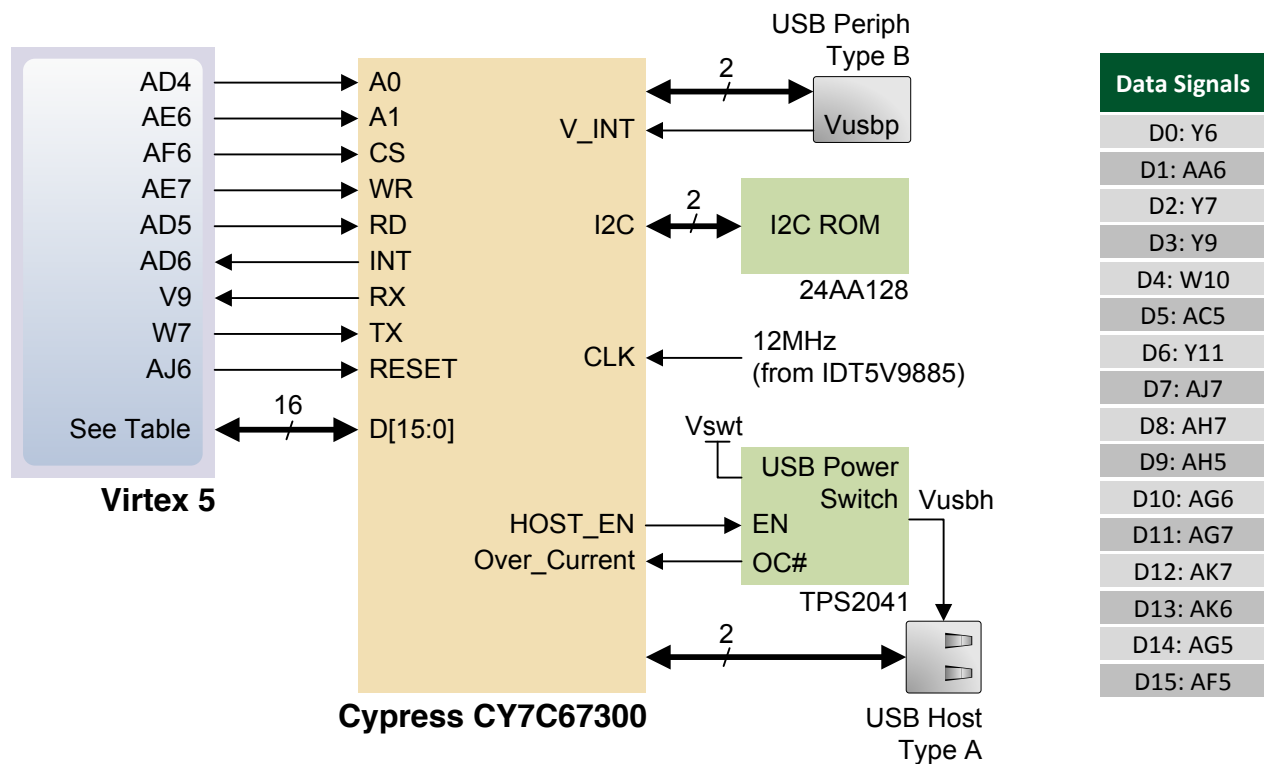 USB Periph
Type B
AD4
AE6
AF6
AE7
AD5
AD6
V9
W7
AJ6
See Table
16
Virtex 5
A0
A1
CS
WR
RD
INT
RX
TX
RESET
D[15:0]
V_INT
I2C
CLK
HOST_EN
Over_Current
Cypress CY7C67300
2
Vusbp
2
I2C ROM
24AA128
12MHz
(from IDT5V9885)
Vswt
USB Power
Switch
EN
OC#
TPS2041
Vusbh
2
USB Host
Type A
Data Signals
D0: Y6
D1: AA6
D2: Y7
D3: Y9
D4: W10
D5: AC5
D6: Y11
D7: AJ7
D8: AH7
D9: AH5
D10: AG6
D11: AG7
D12: AK7
D13: AK6
D14: AG5
D15: AF5